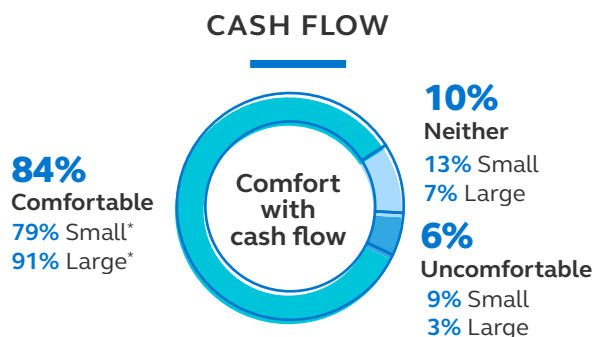 CASH FLOW
84%
Comfortable
79% Small*
91% Large*
Comfort
with
cash flow
10%
Neither
13% Small
7% Large
6%
Uncomfortable
9% Small
3% Large